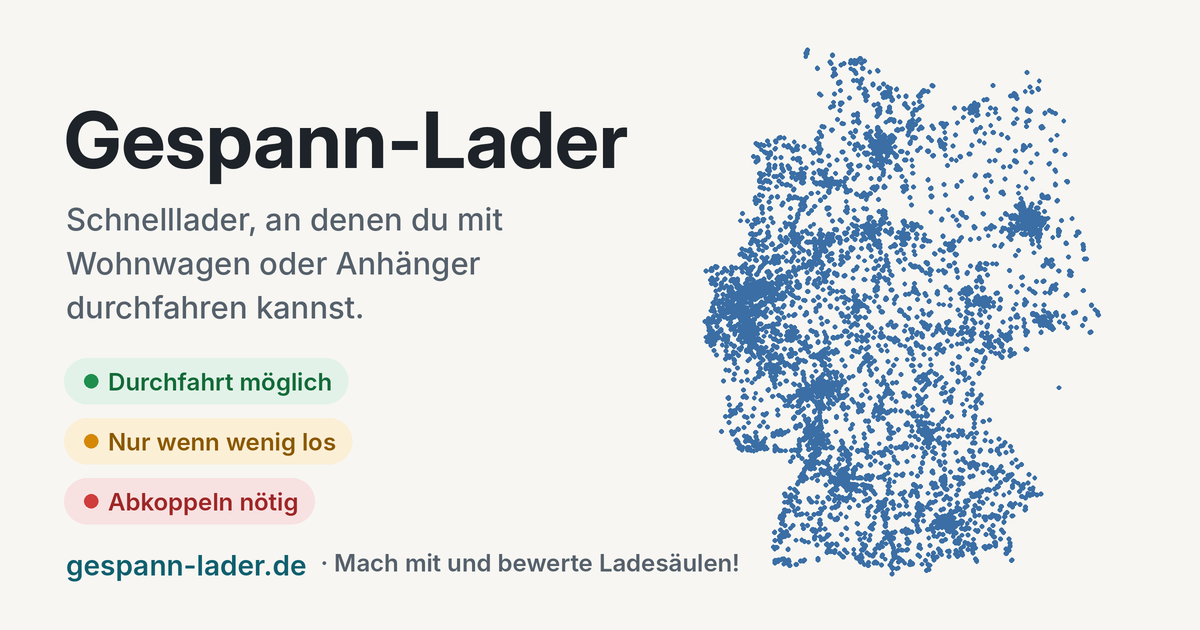 Gespann-Lader
Schnelllader, an denen du mit
Wohnwagen oder Anhänger
durchfahren kannst.
Durchfahrt möglich
Nur wenn wenig los
Abkoppeln nötig
gespann-lader.de · Mach mit und bewerte Ladesäulen!